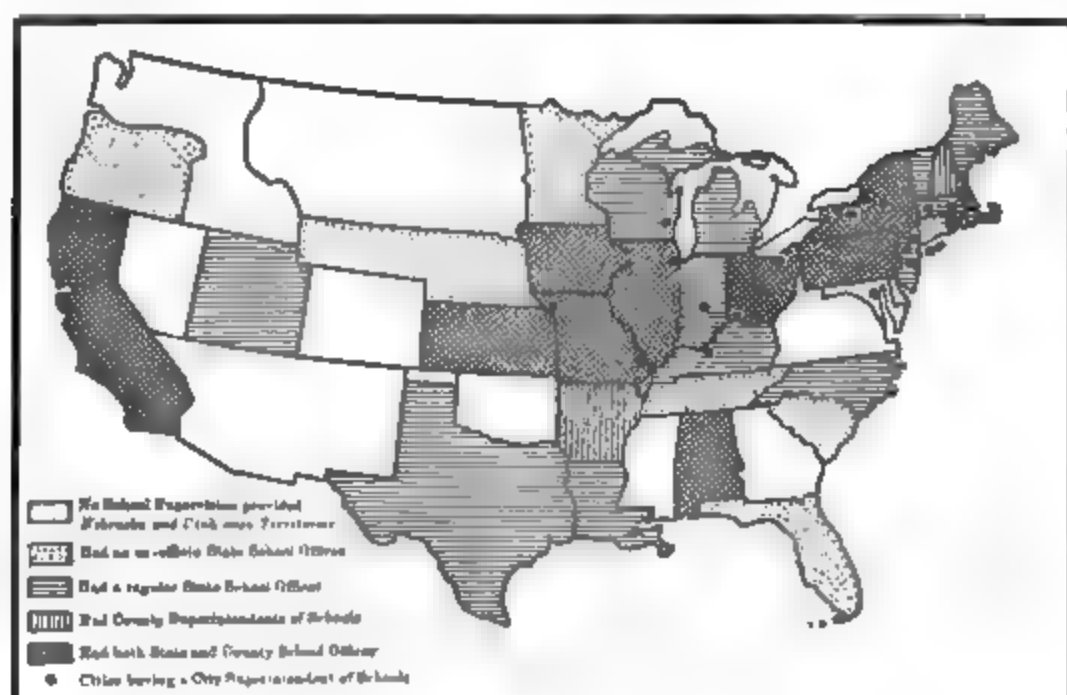 No School Supervision provided
Nebraska and Utah were Territories
Had an ex-officio State School Officer
Had a regular State School Officer
Had County Superintendents of Schools
Had both State and County School Officers
Cities having a City Superintendent of Schools